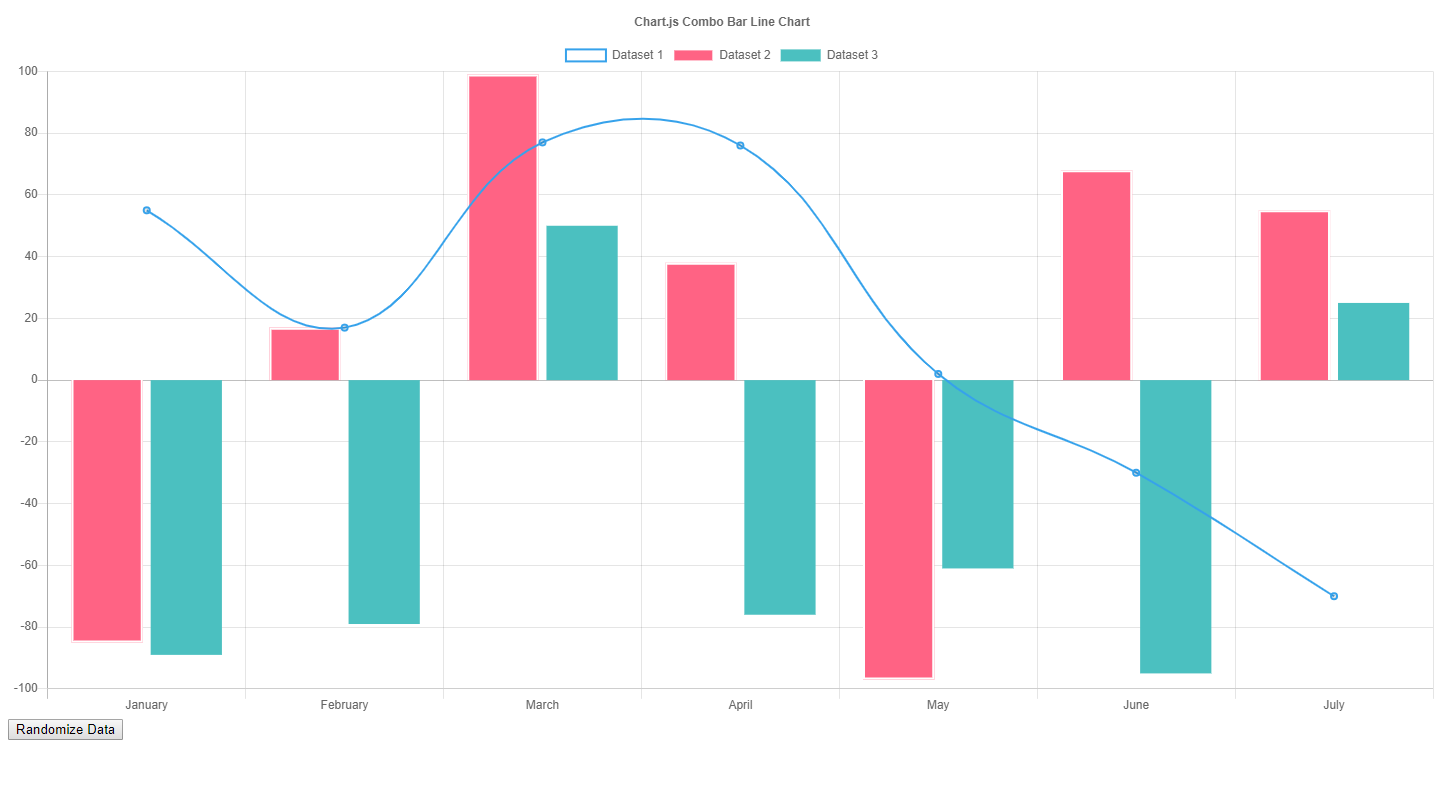 Chart.js Combo Bar Line Chart
Dataset 1 Dataset 2 Dataset 3
100
80
60
40
20
0
-20
-40
-60
-80
-100
January February March April May June July
Randomize Data